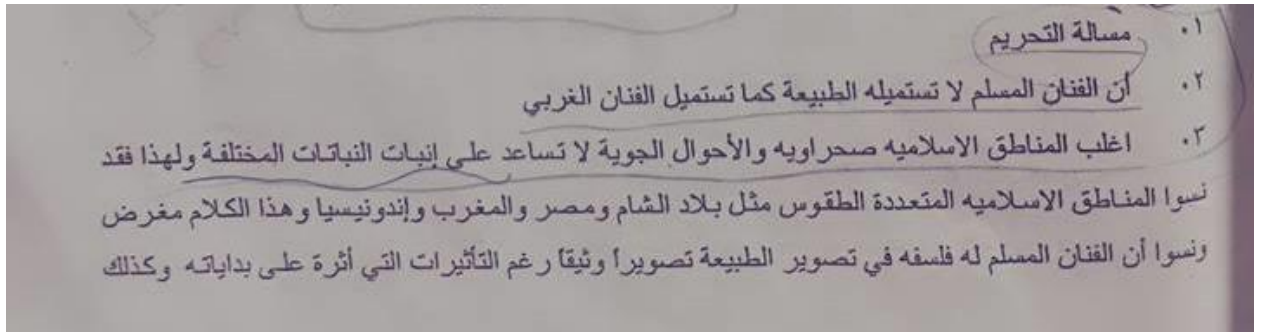 ١. مسالة التحريم
٢. أن الفنان المسلم لا تستميله الطبيعة كما تستميل الفنان الغربي
٣. اغلب المناطق الاسلاميه صحراويه والأحوال الجوية لا تساعد على إنبات النباتات المختلفة ولهذا فقد
نسوا المناطق الاسلاميه المتعددة الطقوس مثل بلاد الشام ومصر والمغرب وإندونيسيا وهذا الكلام مغرض
ونسوا أن الفنان المسلم له فلسفه في تصوير الطبيعة تصويراً وثيقاً رغم التأثيرات التي أثرة على بداياته وكذلك